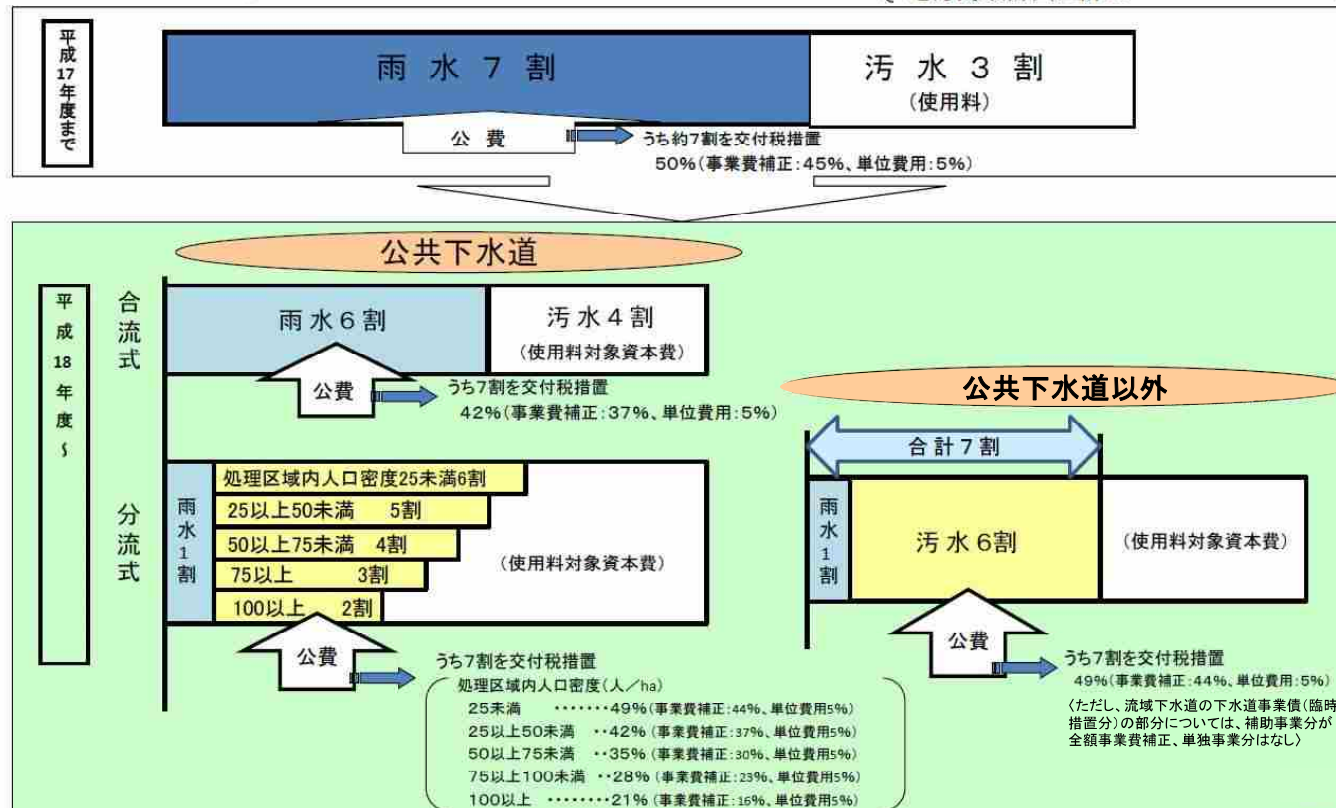 平成17年度まで
雨水7割
汚水3割
(使用料)
公費
うち約7割を交付税措置
50%(事業費補正:45%、単位費用:5%)
公共下水道
平成18年度~
合流式
雨水6割
汚水4割
(使用料対象資本費)
公費
うち7割を交付税措置
42%(事業費補正:37%、単位費用:5%)
分流式
雨水1割
処理区域内人口密度25未満6割
25以上50未満 5割
50以上75未満 4割
75以上 3割
100以上 2割
(使用料対象資本費)
公費
うち7割を交付税措置
処理区域内人口密度(人/ha)
25未満 ・・・・・・・49%(事業費補正:44%、単位費用5%)
25以上50未満 ・・42%(事業費補正:37%、単位費用5%)
50以上75未満 ・・35%(事業費補正:30%、単位費用5%)
75以上100未満 ・・28%(事業費補正:23%、単位費用5%)
100以上 ・・・・・・・・21%(事業費補正:16%、単位費用5%)
公共下水道以外
合計7割
雨水1割
汚水6割
(使用料対象資本費)
公費
うち7割を交付税措置
49%(事業費補正:44%、単位費用:5%)
〈ただし、流域下水道の下水道事業債(臨時
措置分)の部分については、補助事業分が
全額事業費補正、単独事業分はなし〉